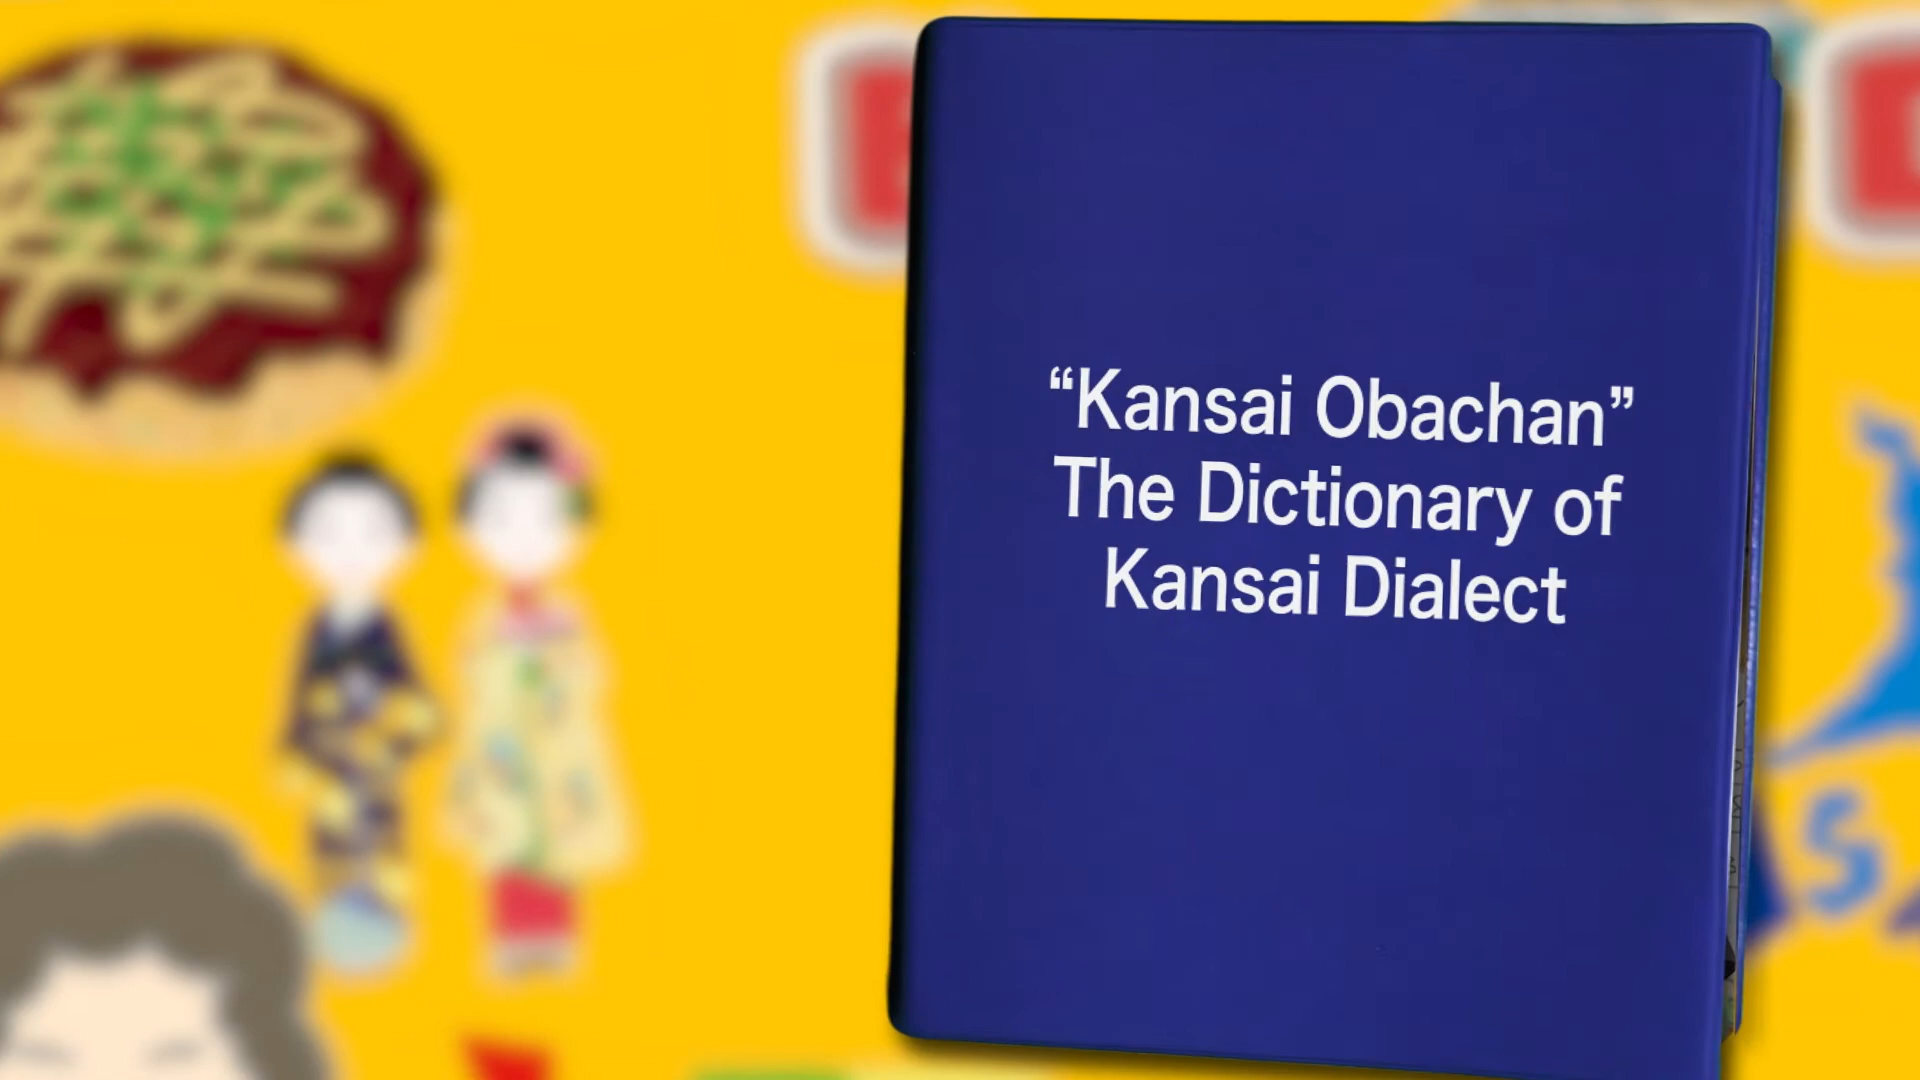 “Kansai Obachan”
The Dictionary of
Kansai Dialect